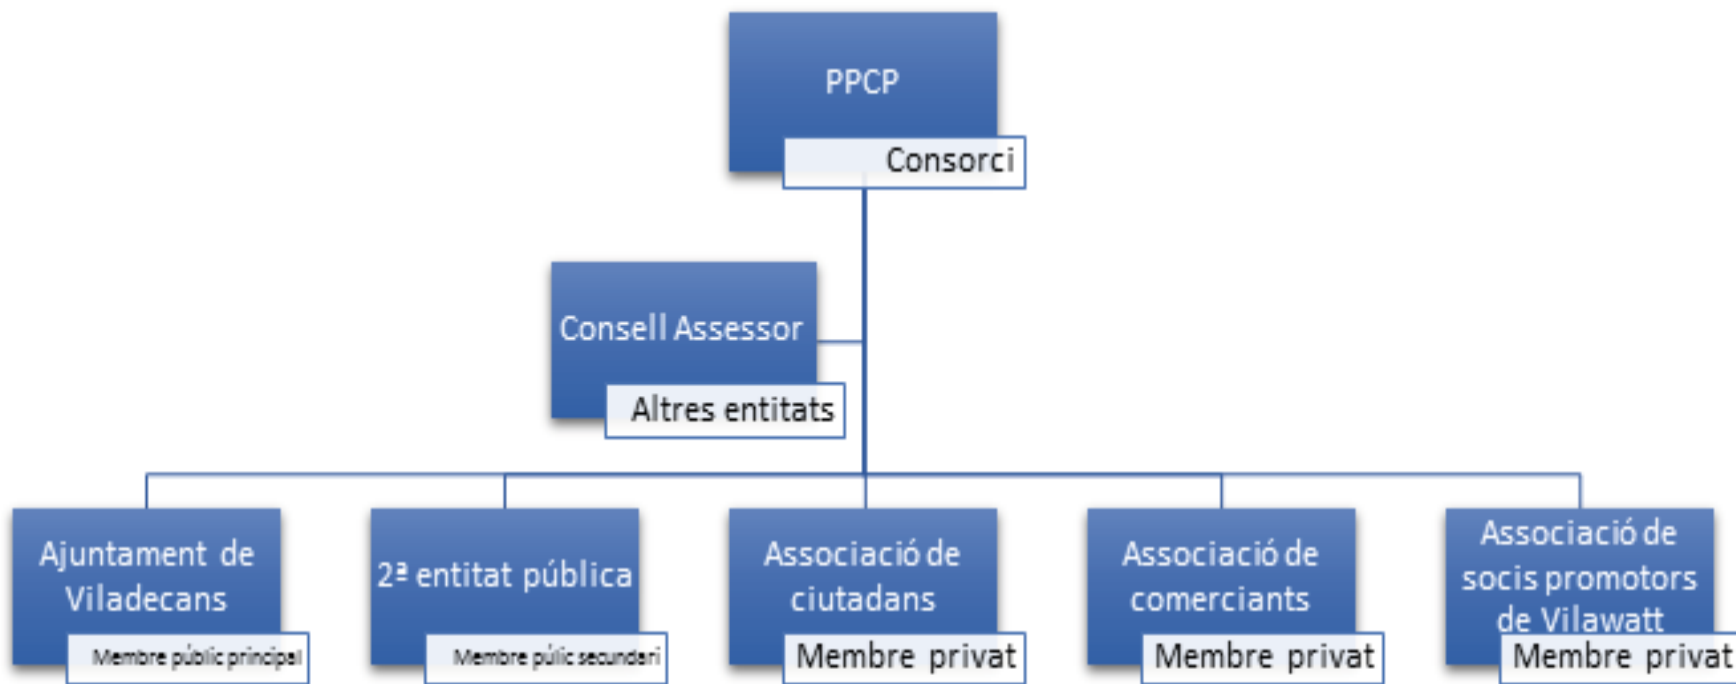 PPCP
Consorci
Consell Assessor
Altres entitats
Ajuntament de
Viladecans
Membre públic principal
2ª entitat pública
Membre púlic secundari
Associació de
ciutadans
Membre privat
Associació de
comerciants
Membre privat
Associació de
socis promotors
de Vilawatt
Membre privat